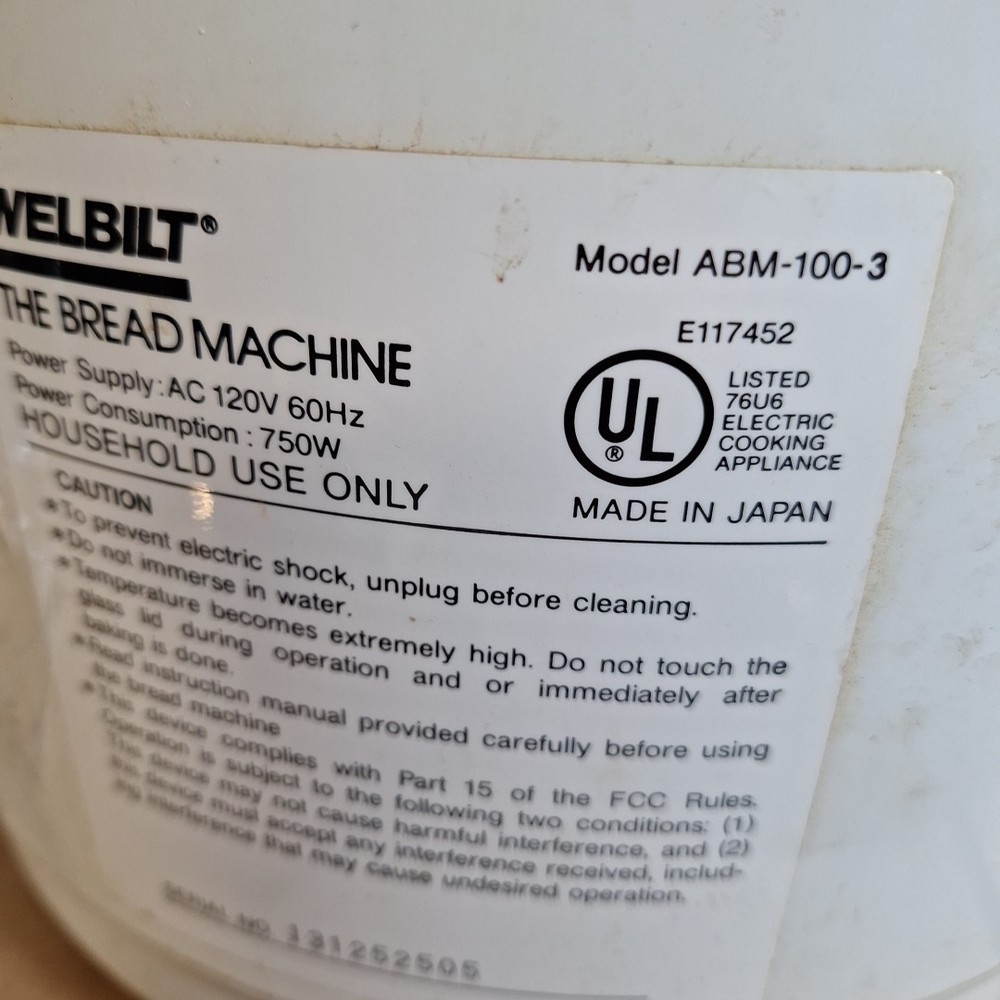 WELBILT®
THE BREAD MACHINE
Power Supply: AC 120V 60Hz
Power Consumption : 750W
HOUSEHOLD USE ONLY
Model ABM-100-3
E117452
UL®
LISTED
76U6
ELECTRIC
COOKING
APPLIANCE
MADE IN JAPAN
CAUTION
*To prevent electric shock, unplug before cleaning.
*Do not immerse in water.
*Temperature becomes extremely high. Do not touch the
glass lid during operation and or immediately after
baking is done.
*Read instruction manual provided carefully before using
the bread machine
*This device complies with Part 15 of the FCC Rules.
Operation is subject to the following two conditions: (1)
This device may not cause harmful interference, and (2)
this device must accept any interference received, includ-
ing interference that may cause undesired operation.
SERIAL NO. 131252505